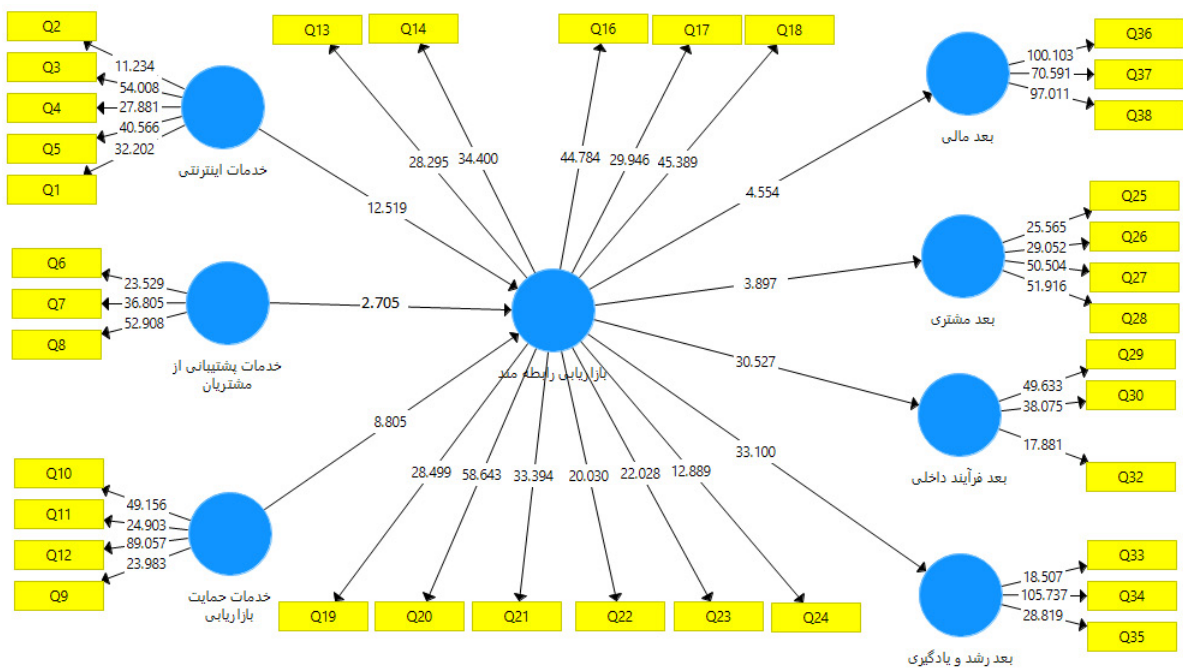 Q2
Q3
Q4
Q5
Q1
11.234
54.008
27.881
40.566
32.202
خدمات اینترنتی
12.519
Q6
Q7
Q8
23.529
36.805
52.908
خدمات پشتیبانی از
مشتریان
2.705
Q10
Q11
Q12
Q9
49.156
24.903
89.057
23.983
خدمات حمایت
بازاریابی
8.805
Q13
Q14
Q16
Q17
Q18
28.295
34.400
44.784
29.946
45.389
بازاریابی رابطه مند
28.499
58.643
33.394
20.030
22.028
12.889
Q19
Q20
Q21
Q22
Q23
Q24
4.554
بعد مالی
100.103
70.591
97.011
Q36
Q37
Q38
3.897
بعد مشتری
25.565
29.052
50.504
51.916
Q25
Q26
Q27
Q28
30.527
بعد فرآیند داخلی
49.633
38.075
17.881
Q29
Q30
Q32
33.100
بعد رشد و یادگیری
18.507
105.737
28.819
Q33
Q34
Q35